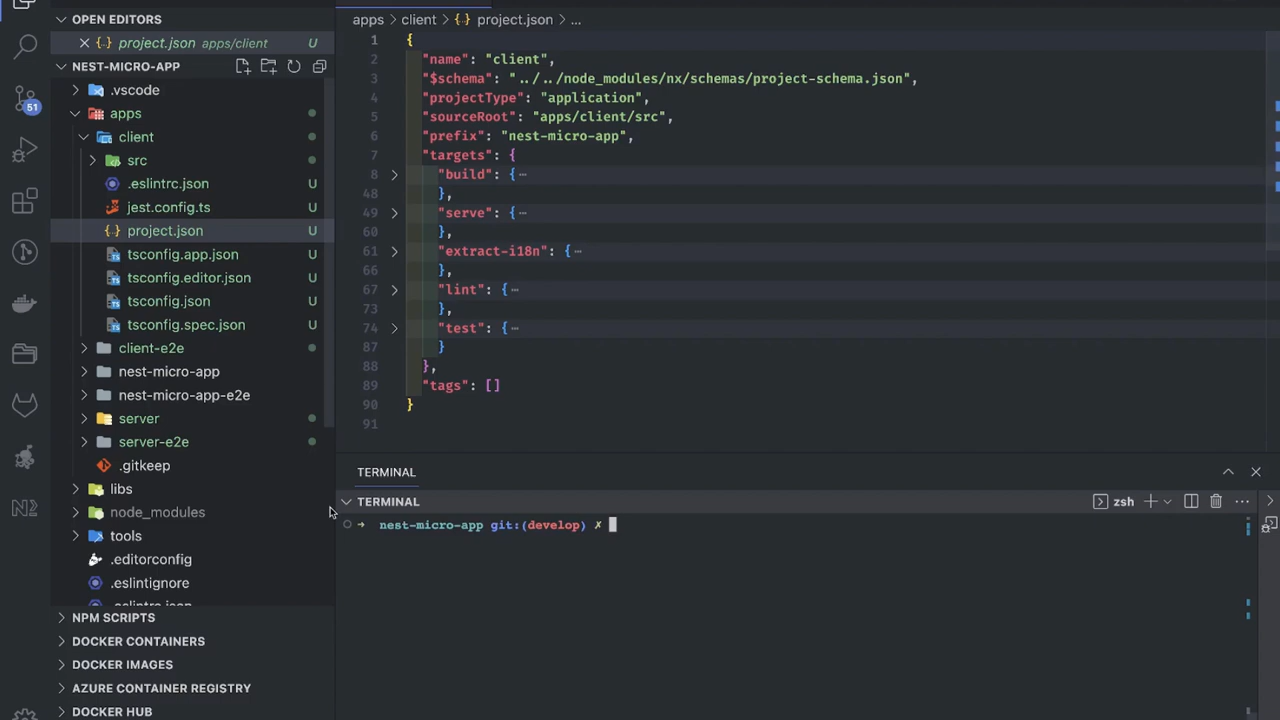 OPEN EDITORS
project.json apps/client U
NEST-MICRO-APP
51
.vscode
apps
client
src
.eslintrc.json U
jest.config.ts U
project.json U
tsconfig.app.json U
tsconfig.editor.json U
tsconfig.json U
tsconfig.spec.json U
client-e2e
nest-micro-app
nest-micro-app-e2e
server
server-e2e
.gitkeep
libs
node_modules
tools
.editorconfig
.eslintignore
.eslintrc.json
NPM SCRIPTS
DOCKER CONTAINERS
DOCKER IMAGES
AZURE CONTAINER REGISTRY
DOCKER HUB
apps > client > {..} project.json > ...
1 {
2 "name": "client",
3 "$schema": "../../node_modules/nx/schemas/project-schema.json",
4 "projectType": "application",
5 "sourceRoot": "apps/client/src",
6 "prefix": "nest-micro-app",
7 "targets": {
8 "build": {⋯
48 },
49 "serve": {⋯
60 },
61 "extract-i18n": {⋯
66 },
67 "lint": {⋯
73 },
74 "test": {⋯
87 }
88 },
89 "tags": []
90 }
91
TERMINAL
TERMINAL
zsh
→ nest-micro-app git:(develop) ✗